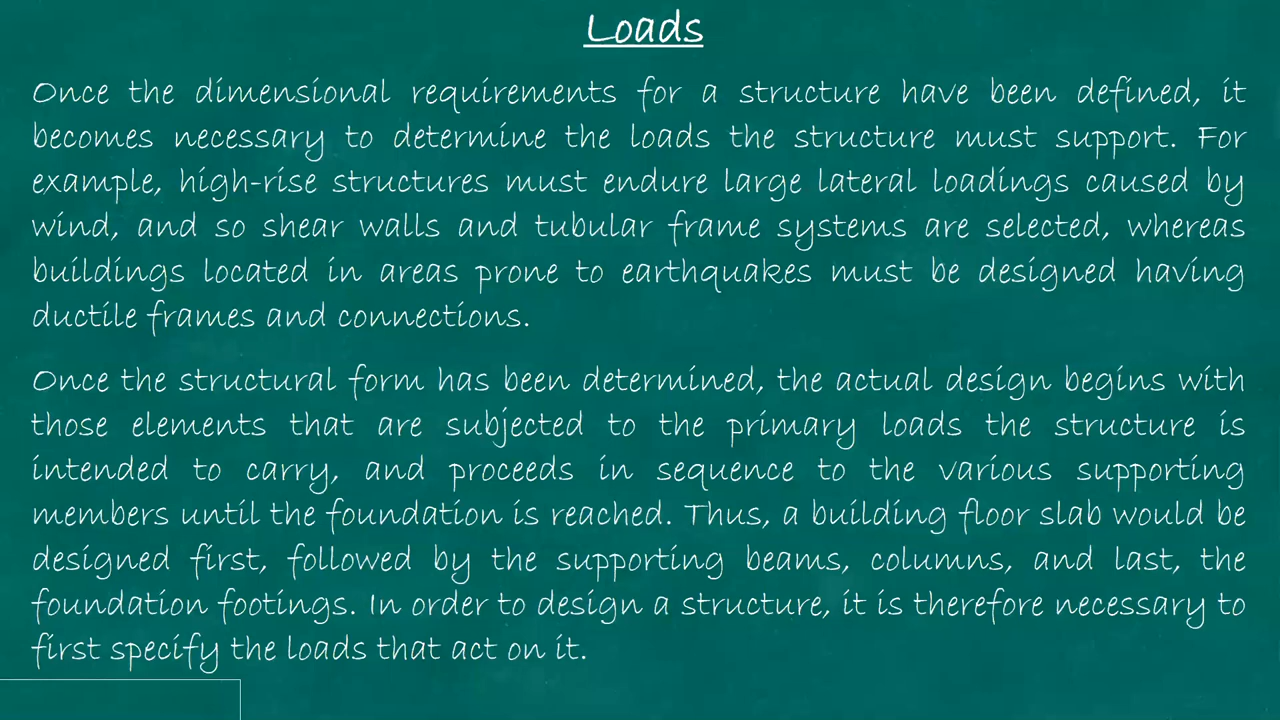 Loads
Once the dimensional requirements for a structure have been defined, it
becomes necessary to determine the loads the structure must support. For
example, high-rise structures must endure large lateral loadings caused by
wind, and so shear walls and tubular frame systems are selected, whereas
buildings located in areas prone to earthquakes must be designed having
ductile frames and connections.
Once the structural form has been determined, the actual design begins with
those elements that are subjected to the primary loads the structure is
intended to carry, and proceeds in sequence to the various supporting
members until the foundation is reached. Thus, a building floor slab would be
designed first, followed by the supporting beams, columns, and last, the
foundation footings. In order to design a structure, it is therefore necessary to
first specify the loads that act on it.